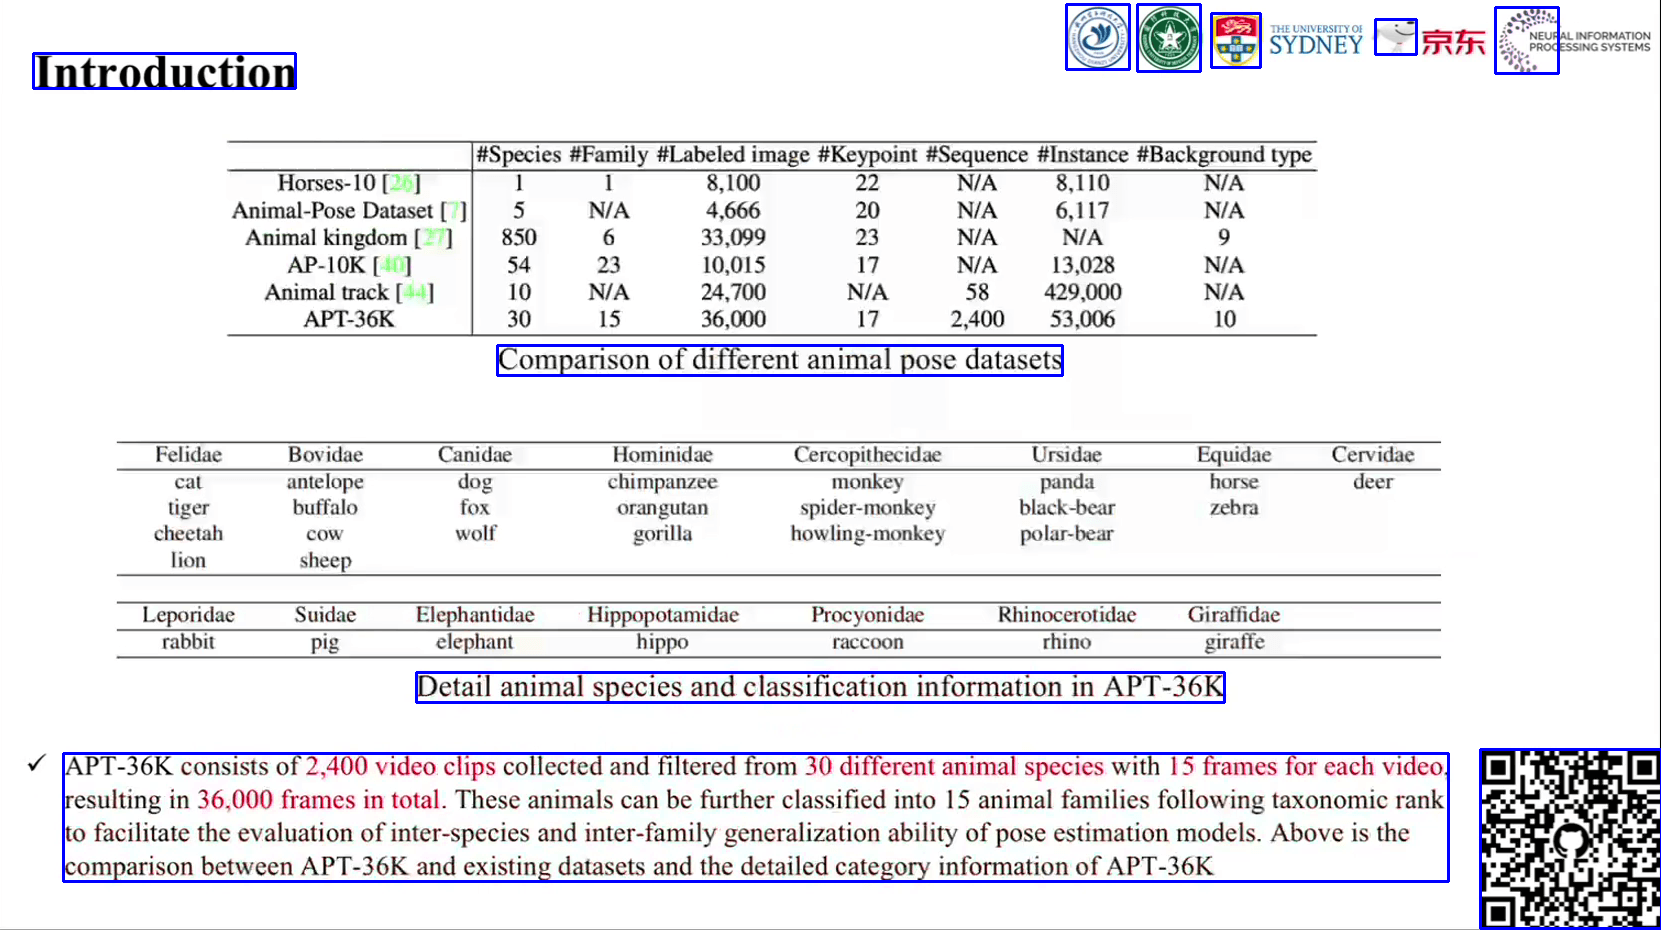 THE UNIVERSITY OF
SYDNEY
京东
NEURAL INFORMATION
PROCESSING SYSTEMS
Introduction
#Species #Family #Labeled image #Keypoint #Sequence #Instance #Background type
Horses-10 [26] 1 1 8,100 22 N/A 8,110 N/A
Animal-Pose Dataset [7] 5 N/A 4,666 20 N/A 6,117 N/A
Animal kingdom [27] 850 6 33,099 23 N/A N/A 9
AP-10K [40] 54 23 10,015 17 N/A 13,028 N/A
Animal track [44] 10 N/A 24,700 N/A 58 429,000 N/A
APT-36K 30 15 36,000 17 2,400 53,006 10
Comparison of different animal pose datasets
Felidae Bovidae Canidae Hominidae Cercopithecidae Ursidae Equidae Cervidae
cat antelope dog chimpanzee monkey panda horse deer
tiger buffalo fox orangutan spider-monkey black-bear zebra
cheetah cow wolf gorilla howling-monkey polar-bear
lion sheep
Leporidae Suidae Elephantidae Hippopotamidae Procyonidae Rhinocerotidae Giraffidae
rabbit pig elephant hippo raccoon rhino giraffe
Detail animal species and classification information in APT-36K
✓ APT-36K consists of 2,400 video clips collected and filtered from 30 different animal species with 15 frames for each video,
resulting in 36,000 frames in total. These animals can be further classified into 15 animal families following taxonomic rank
to facilitate the evaluation of inter-species and inter-family generalization ability of pose estimation models. Above is the
comparison between APT-36K and existing datasets and the detailed category information of APT-36K